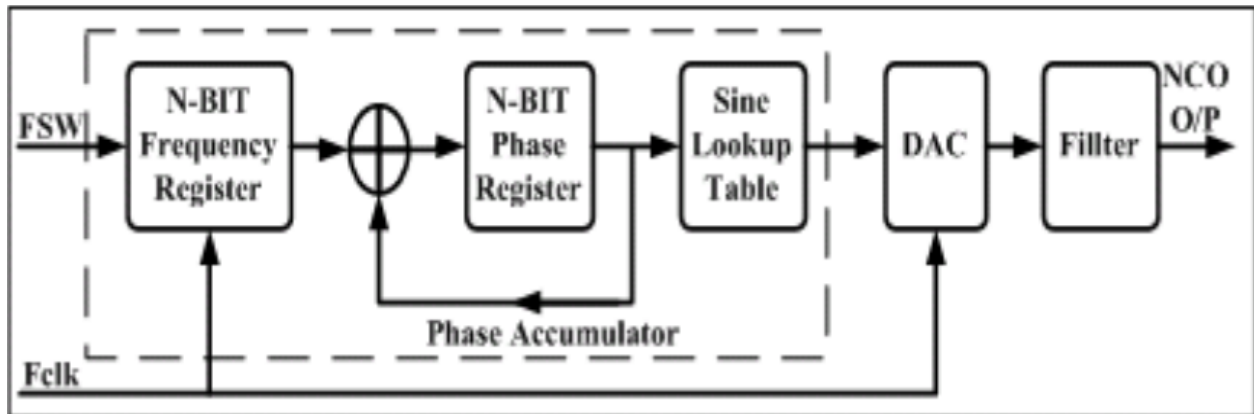 FSW
N-BIT
Frequency
Register
N-BIT
Phase
Register
Sine
Lookup
Table
DAC
Fillter
NCO
O/P
Phase Accumulator
Fclk